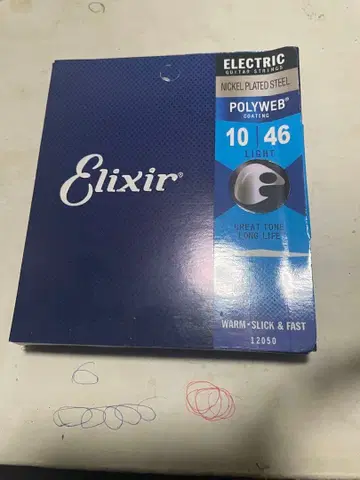 ELECTRIC
GUITAR STRINGS
NICKEL PLATED STEEL
POLYWEB®
COATING
10 | 46
LIGHT
Elixir®
GREAT TONE
LONG LIFE
WARM • SLICK & FAST
12050